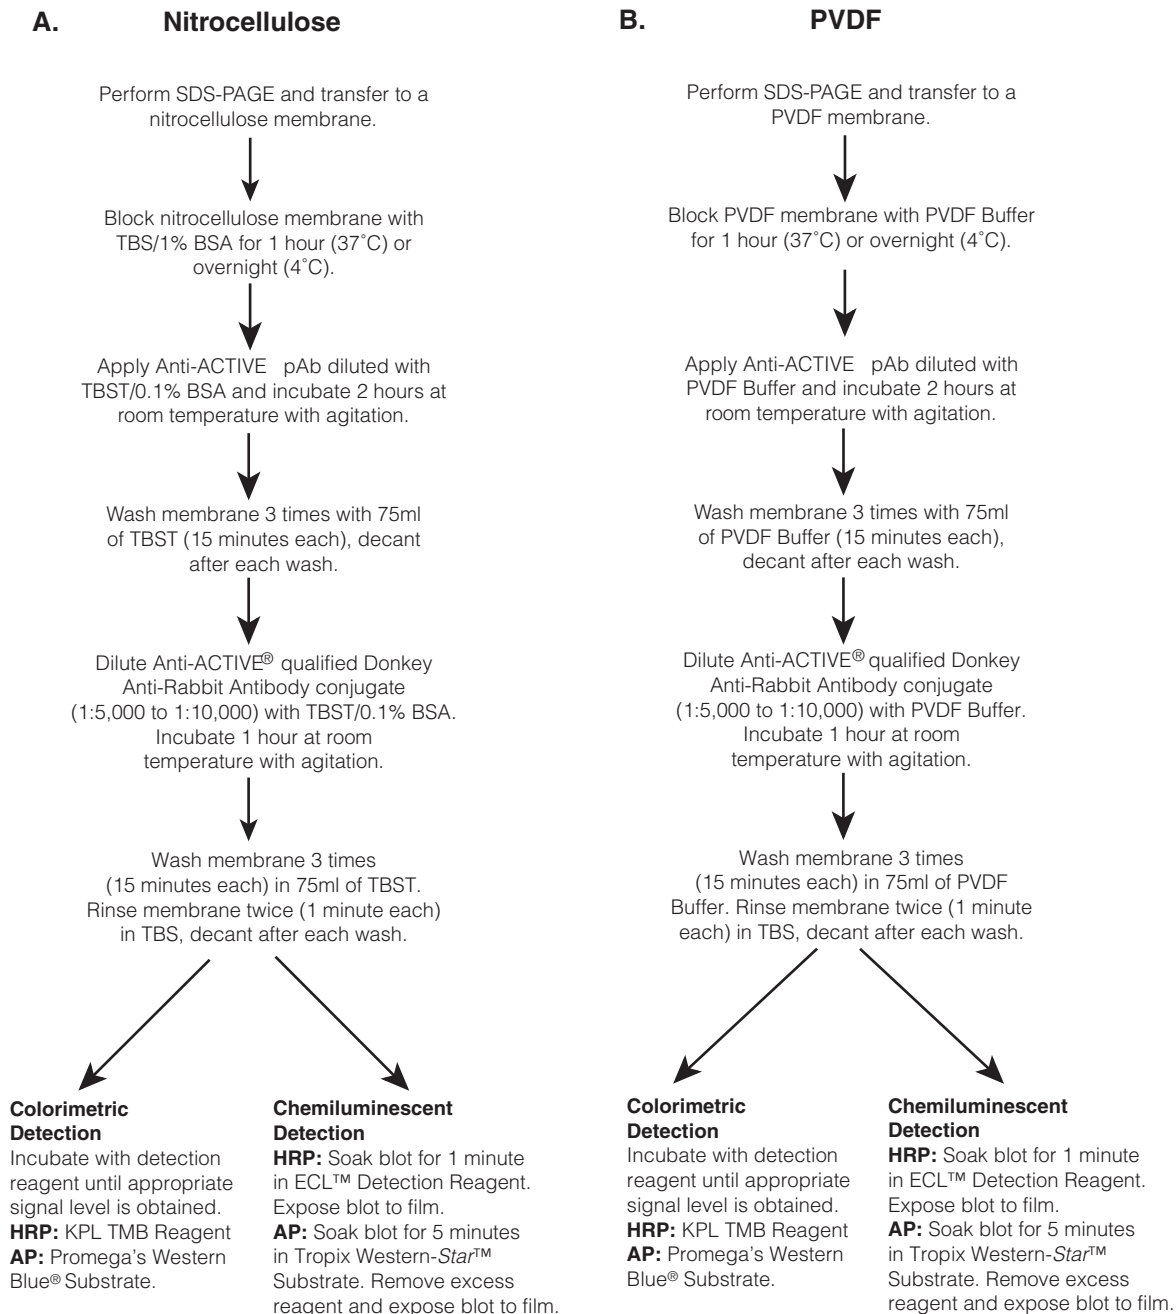 A. Nitrocellulose
Perform SDS-PAGE and transfer to a
nitrocellulose membrane.
Block nitrocellulose membrane with
TBS/1% BSA for 1 hour (37˚C) or
overnight (4˚C).
Apply Anti-ACTIVE pAb diluted with
TBST/0.1% BSA and incubate 2 hours at
room temperature with agitation.
Wash membrane 3 times with 75ml
of TBST (15 minutes each), decant
after each wash.
Dilute Anti-ACTIVE® qualified Donkey
Anti-Rabbit Antibody conjugate
(1:5,000 to 1:10,000) with TBST/0.1% BSA.
Incubate 1 hour at room
temperature with agitation.
Wash membrane 3 times
(15 minutes each) in 75ml of TBST.
Rinse membrane twice (1 minute each)
in TBS, decant after each wash.
Colorimetric
Detection
Incubate with detection
reagent until appropriate
signal level is obtained.
HRP: KPL TMB Reagent
AP: Promega's Western
Blue® Substrate.
Chemiluminescent
Detection
HRP: Soak blot for 1 minute
in ECL™ Detection Reagent.
Expose blot to film.
AP: Soak blot for 5 minutes
in Tropix Western-Star™
Substrate. Remove excess
reagent and expose blot to film.
B. PVDF
Perform SDS-PAGE and transfer to a
PVDF membrane.
Block PVDF membrane with PVDF Buffer
for 1 hour (37˚C) or overnight (4˚C).
Apply Anti-ACTIVE pAb diluted with
PVDF Buffer and incubate 2 hours at
room temperature with agitation.
Wash membrane 3 times with 75ml
of PVDF Buffer (15 minutes each),
decant after each wash.
Dilute Anti-ACTIVE® qualified Donkey
Anti-Rabbit Antibody conjugate
(1:5,000 to 1:10,000) with PVDF Buffer.
Incubate 1 hour at room
temperature with agitation.
Wash membrane 3 times
(15 minutes each) in 75ml of PVDF
Buffer. Rinse membrane twice (1 minute
each) in TBS, decant after each wash.
Colorimetric
Detection
Incubate with detection
reagent until appropriate
signal level is obtained.
HRP: KPL TMB Reagent
AP: Promega's Western
Blue® Substrate.
Chemiluminescent
Detection
HRP: Soak blot for 1 minute
in ECL™ Detection Reagent.
Expose blot to film.
AP: Soak blot for 5 minutes
in Tropix Western-Star™
Substrate. Remove excess
reagent and expose blot to film.